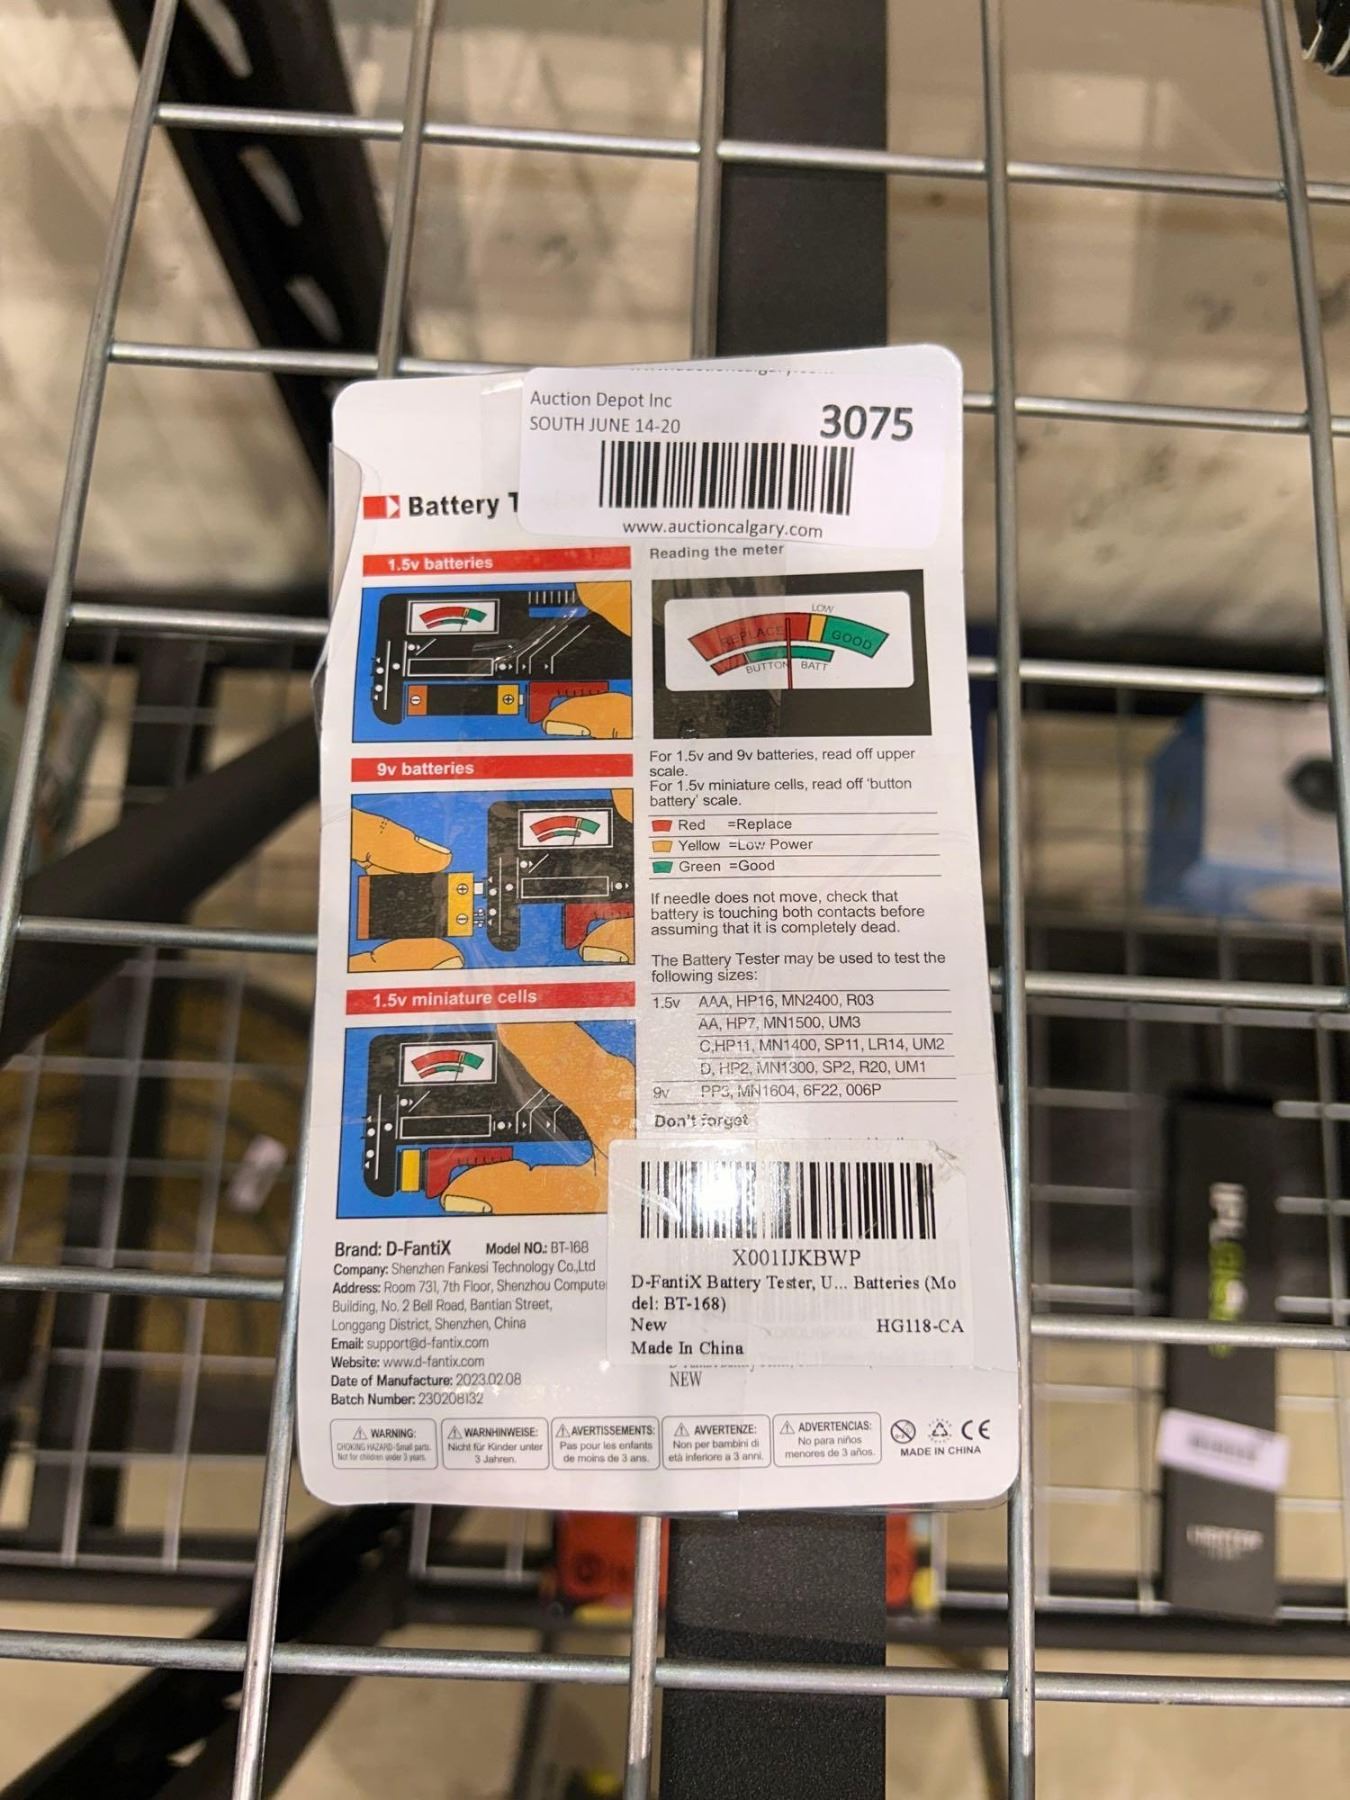 Auction Depot Inc
SOUTH JUNE 14-20
3075
www.auctioncalgary.com
Battery
1.5v batteries
9v batteries
1.5v miniature cells
Reading the meter
LOW
REPLACE
GOOD
BUTTON BATT
For 1.5v and 9v batteries, read off upper
scale.
For 1.5v miniature cells, read off 'button
battery' scale.
Red =Replace
Yellow =Low Power
Green =Good
If needle does not move, check that
battery is touching both contacts before
assuming that it is completely dead.
The Battery Tester may be used to test the
following sizes:
1.5v AAA, HP16, MN2400, R03
AA, HP7, MN1500, UM3
C,HP11, MN1400, SP11, LR14, UM2
D, HP2, MN1300, SP2, R20, UM1
9v PP3, MN1604, 6F22, 006P
Don't forget
X001IJKBWP
D-FantiX Battery Tester, U... Batteries (Mo
del: BT-168)
New HG118-CA
Made In China
NEW
Brand: D-FantiX Model NO.: BT-168
Company: Shenzhen Fankesi Technology Co.,Ltd
Address: Room 731, 7th Floor, Shenzhou Compute
Building, No. 2 Bell Road, Bantian Street,
Longgang District, Shenzhen, China
Email: support@d-fantix.com
Website: www.d-fantix.com
Date of Manufacture: 2023.02.08
Batch Number: 230208132
WARNING:
CHOKING HAZARD-Small parts.
Not for children under 3 years.
WARNHINWEISE:
Nicht für Kinder unter
3 Jahren.
AVERTISSEMENTS:
Pas pour les enfants
de moins de 3 ans.
AVVERTENZE:
Non per bambini di
età inferiore a 3 anni.
ADVERTENCIAS:
No para niños
menores de 3 años.
CE
MADE IN CHINA